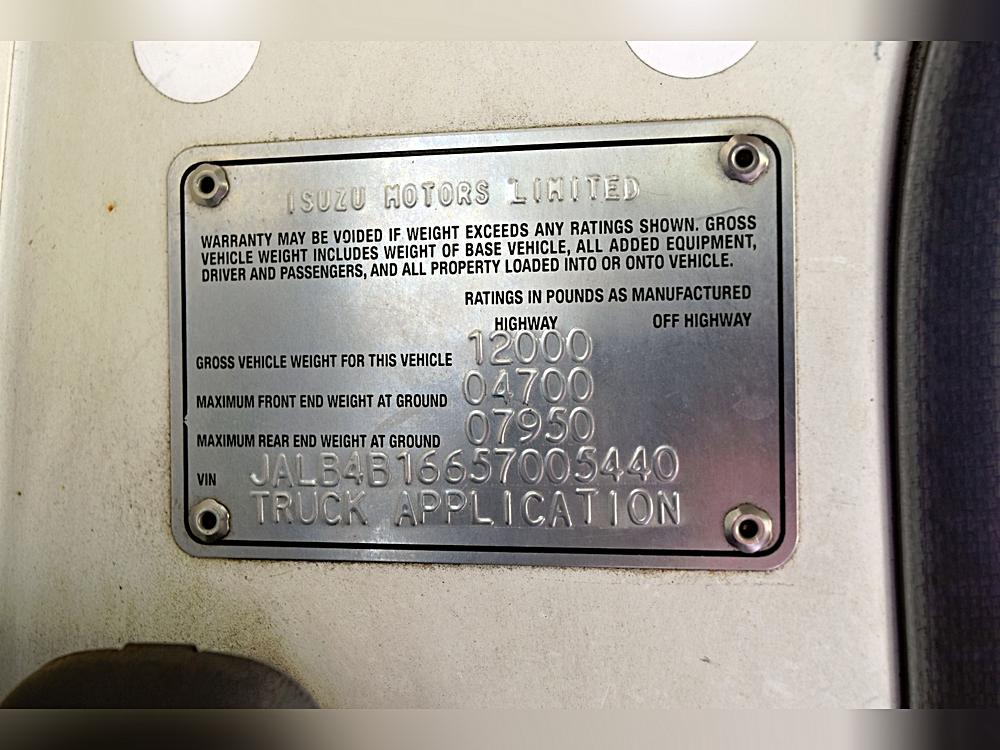 ISUZU MOTORS LIMITED
WARRANTY MAY BE VOIDED IF WEIGHT EXCEEDS ANY RATINGS SHOWN. GROSS
VEHICLE WEIGHT INCLUDES WEIGHT OF BASE VEHICLE, ALL ADDED EQUIPMENT,
DRIVER AND PASSENGERS, AND ALL PROPERTY LOADED INTO OR ONTO VEHICLE.
RATINGS IN POUNDS AS MANUFACTURED
HIGHWAY OFF HIGHWAY
GROSS VEHICLE WEIGHT FOR THIS VEHICLE 12000
MAXIMUM FRONT END WEIGHT AT GROUND 04700
MAXIMUM REAR END WEIGHT AT GROUND 07950
VIN JALB4B16657005440
TRUCK APPLICATION